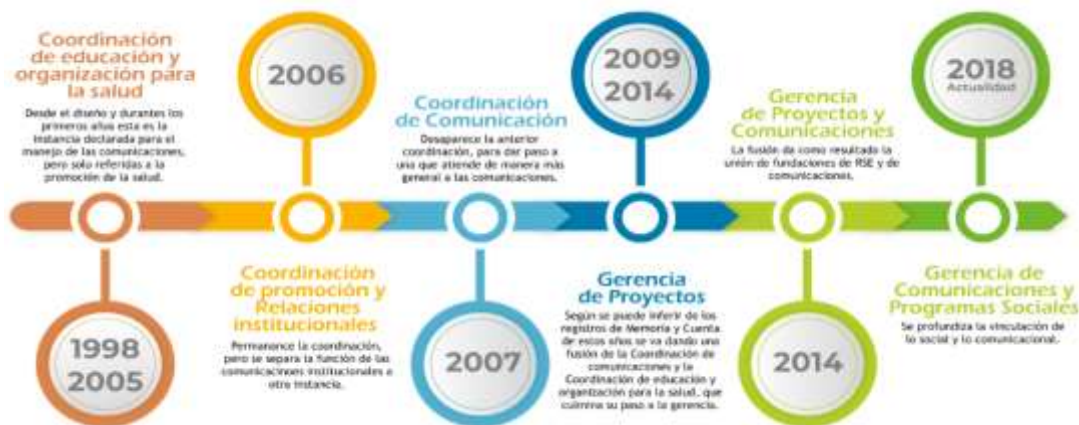 Coordinación
de educación y
organización para
la salud
Desde el diseño y durantes los
primeros años esta es la
instancia declarada para el
manejo de las comunicaciones,
pero solo referidas a la
promoción de la salud.
1998
2005
2006
Coordinación
de promoción y
Relaciones
institucionales
Permanance la coordinación,
pero se separa la función de las
comunicacinoes institucionales a
otra instancia.
Coordinación
de Comunicación
Desaparece la anterior
coordinación, para dar paso a
una que atiende de manera más
general a las comunicaciones.
2007
2009
2014
Gerencia
de Proyectos
Según se puede inferir de los
registros de Memoria y Cuenta
de estos años se va dando una
fusión de la Coordinación de
comunicaciones y la
Coordinación de educación y
organización para la salud, que
culmina su paso a la gerencia.
Gerencia
de Proyectos y
Comunicaciones
La fusión da como resultado la
unión de fundaciones de RSE y de
comunicaciones.
2014
2018
Actualidad
Gerencia de
Comunicaciones y
Programas Sociales
Se profundiza la vinculación de
lo social y lo comunicacional.